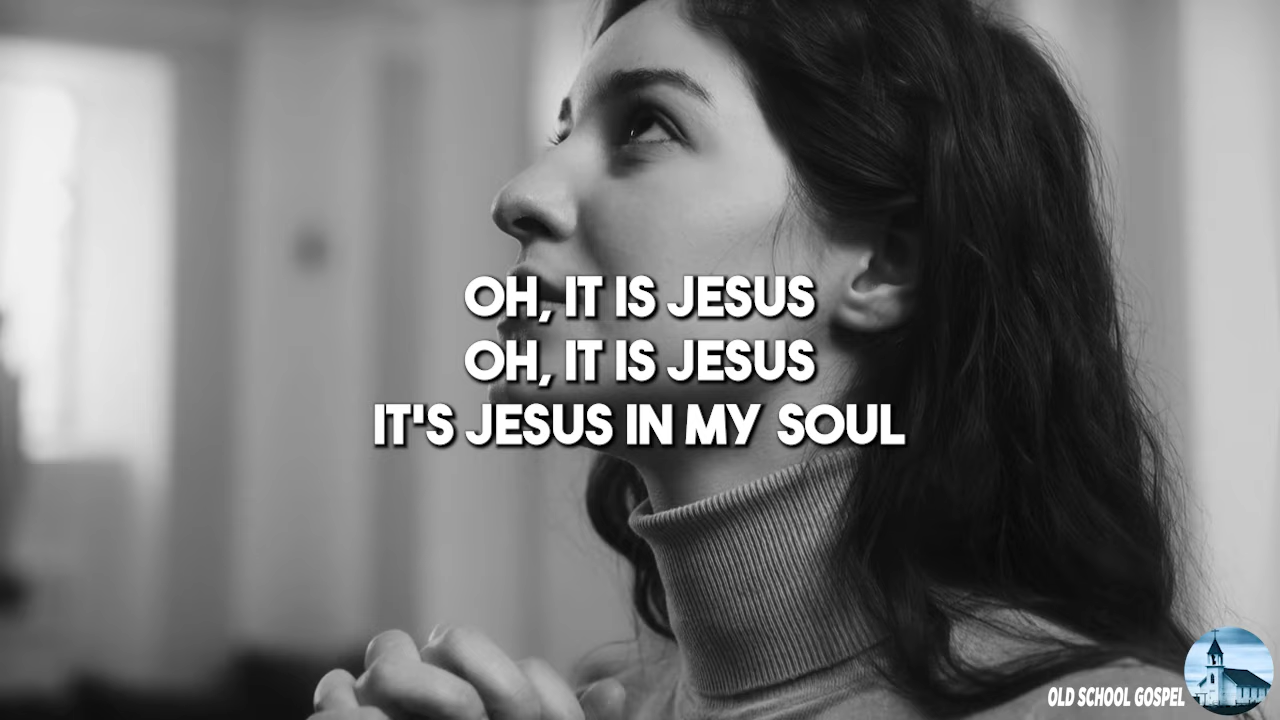 OH, IT IS JESUS
OH, IT IS JESUS
IT'S JESUS IN MY SOUL
OLD SCHOOL GOSPEL